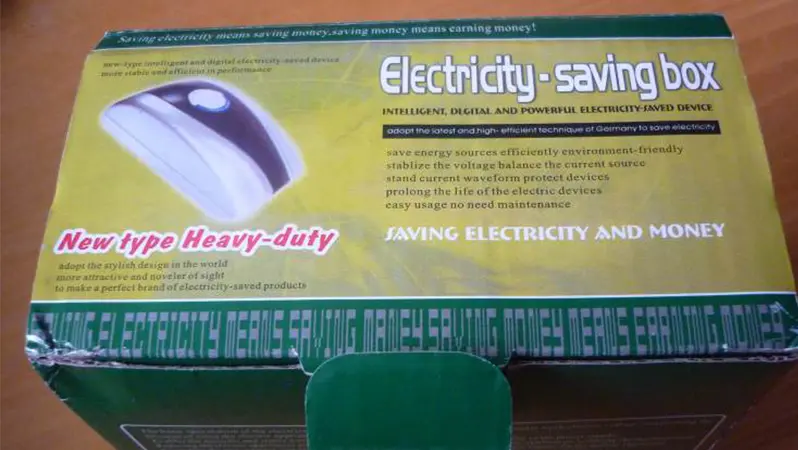 Saving electricity means saving money,saving money means earning money!
new-type intelligent and digital electricity-saved device
more stable and efficient in performance
Electricity-saving box
INTELLIGENT, DIGITAL AND POWERFUL ELECTRICITY-SAVED DEVICE
adopt the latest and high- efficient technique of Germany to save electricity
save energy sources efficiently environment-friendly
stablize the voltage balance the current source
stand current waveform protect devices
prolong the life of the electric devices
easy usage no need maintenance
New type Heavy-duty
SAVING ELECTRICITY AND MONEY
adopt the stylish design in the world
more attractive and noveler of sight
to make a perfect brand of electricity-saved products
VING ELECTRICITY MEANS SAVING MANEY SAVING MONEY MEANS EARNING MONEY